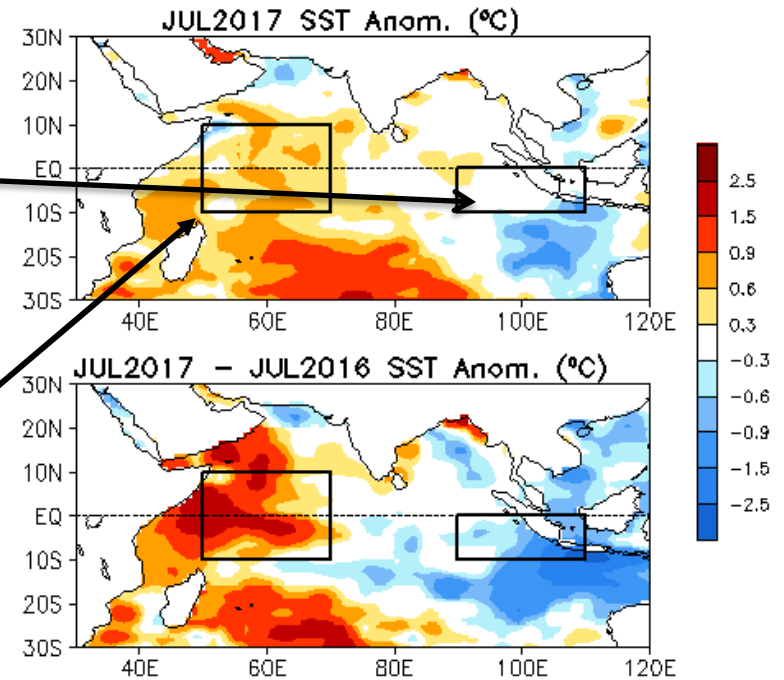 JUL2017 SST Anom. (ºC)
30N
20N
10N
EQ
10S
20S
30S
40E 60E 80E 100E 120E
JUL2017 – JUL2016 SST Anom. (ºC)
30N
20N
10N
EQ
10S
20S
30S
40E 60E 80E 100E 120E
2.5
1.5
0.9
0.6
0.3
−0.3
−0.6
−0.9
−1.5
−2.5